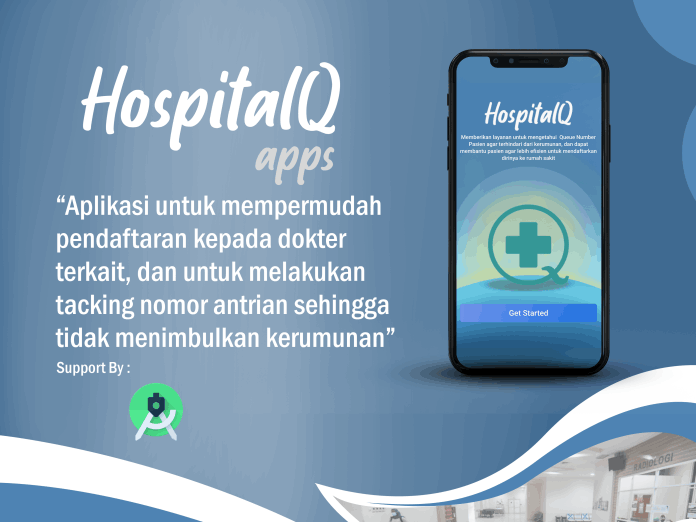 HospitalQ
apps
“Aplikasi untuk mempermudah
pendaftaran kepada dokter
terkait, dan untuk melakukan
tacking nomor antrian sehingga
tidak menimbulkan kerumunan”
Support By :
HospitalQ
Memberikan layanan untuk mengetahui Queue Number
Pasien agar terhindar dari kerumunan, dan dapat
membantu pasien agar lebih efisien untuk mendaftarkan
dirinya ke rumah sakit
Get Started
RADIOLOGI